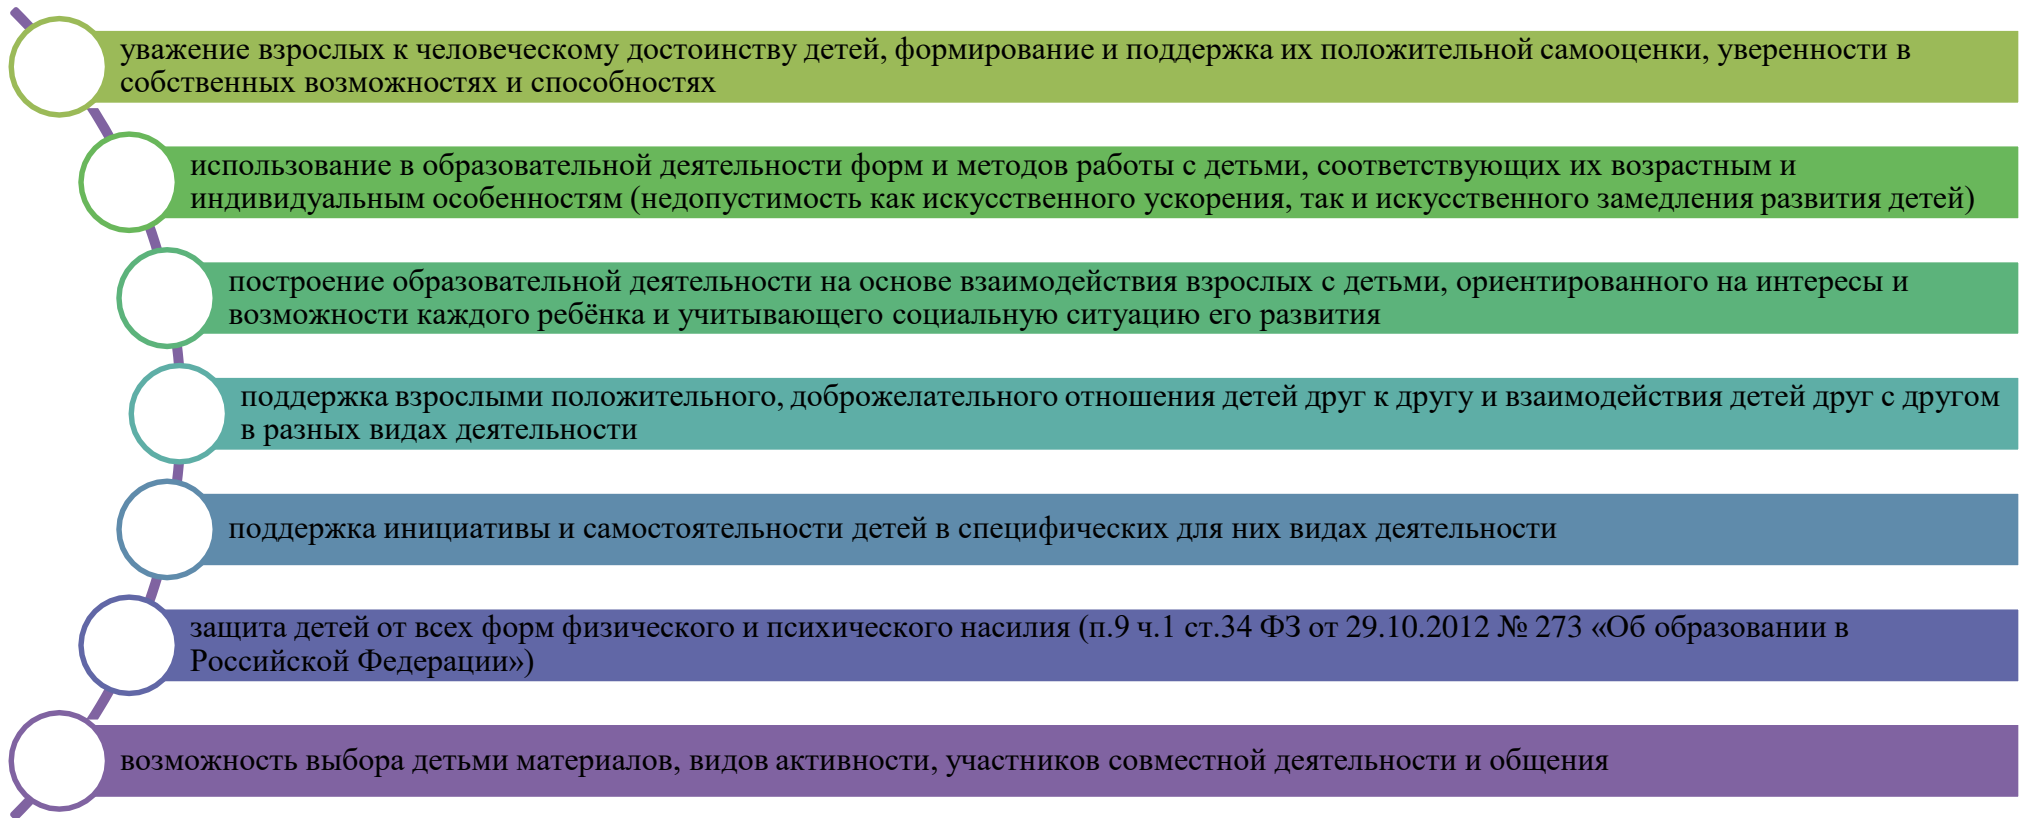 уважение взрослых к человеческому достоинству детей, формирование и поддержка их положительной самооценки, уверенности в
собственных возможностях и способностях
использование в образовательной деятельности форм и методов работы с детьми, соответствующих их возрастным и
индивидуальным особенностям (недопустимость как искусственного ускорения, так и искусственного замедления развития детей)
построение образовательной деятельности на основе взаимодействия взрослых с детьми, ориентированного на интересы и
возможности каждого ребёнка и учитывающего социальную ситуацию его развития
поддержка взрослыми положительного, доброжелательного отношения детей друг к другу и взаимодействия детей друг с другом
в разных видах деятельности
поддержка инициативы и самостоятельности детей в специфических для них видах деятельности
защита детей от всех форм физического и психического насилия (п.9 ч.1 ст.34 ФЗ от 29.10.2012 № 273 «Об образовании в
Российской Федерации»)
возможность выбора детьми материалов, видов активности, участников совместной деятельности и общения